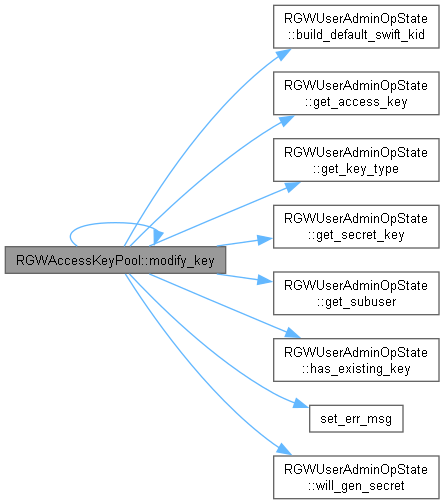 RGWUserAdminOpState
::build_default_swift_kid
RGWUserAdminOpState
::get_access_key
RGWUserAdminOpState
::get_key_type
RGWUserAdminOpState
::get_secret_key
RGWAccessKeyPool::modify_key
RGWUserAdminOpState
::get_subuser
RGWUserAdminOpState
::has_existing_key
set_err_msg
RGWUserAdminOpState
::will_gen_secret